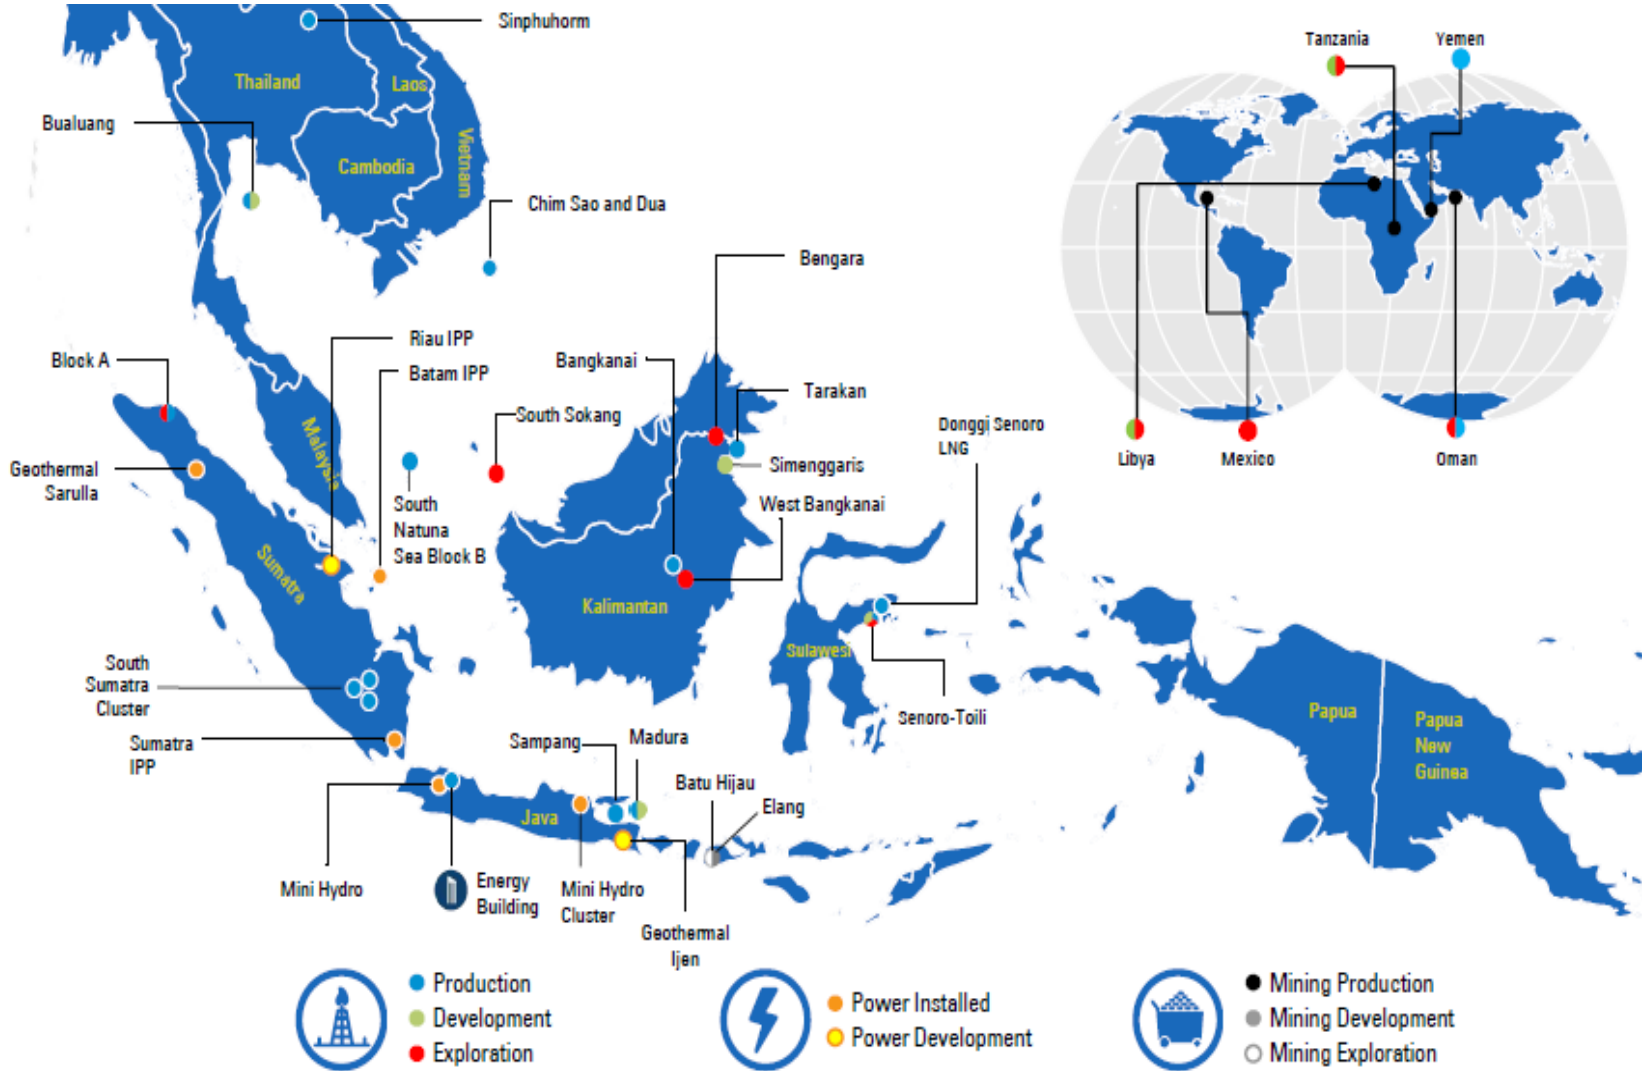 Sinphuhorm
Thailand
Laos
Bualuang
Vietnam
Cambodia
Chim Sao and Dua
Bengara
Riau IPP
Block A
Batam IPP
Bangkanai
Tarakan
South Sokang
Malaysia
Donggi Senoro
LNG
Geothermal
Sarulla
Simenggaris
South
Natuna
Sea Block B
West Bangkanai
Sumatra
Kalimantan
Sulawesi
South
Sumatra
Cluster
Senoro-Toili
Papua
Papua
New
Guinea
Sumatra
IPP
Sampang
Madura
Batu Hijau
Elang
Java
Mini Hydro
Energy
Building
Mini Hydro
Cluster
Geothermal
Ijen
Tanzania
Yemen
Libya
Mexico
Oman
Production
Development
Exploration
Power Installed
Power Development
Mining Production
Mining Development
Mining Exploration